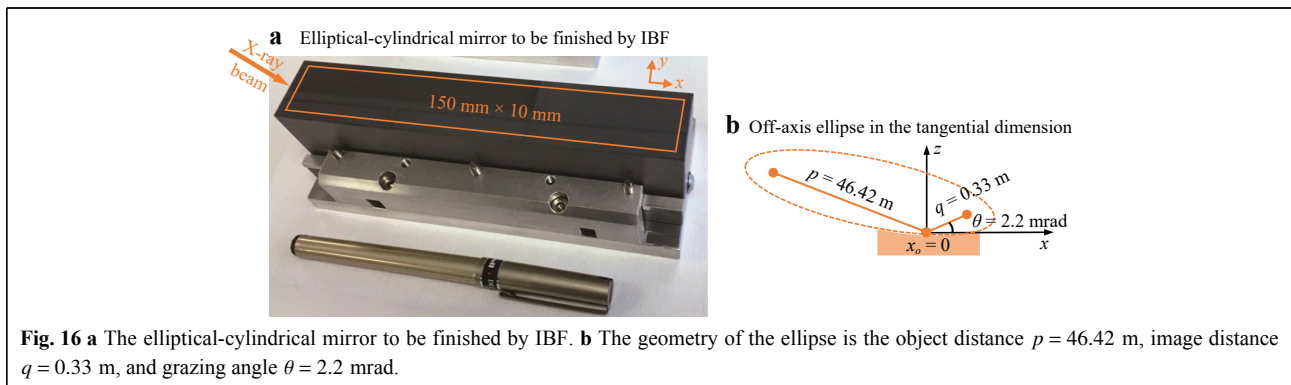 a Elliptical-cylindrical mirror to be finished by IBF
X-ray
beam
y
x
150 mm × 10 mm
b Off-axis ellipse in the tangential dimension
z
p = 46.42 m
q = 0.33 m
θ = 2.2 mrad
xₒ = 0
x
Fig. 16 a The elliptical-cylindrical mirror to be finished by IBF. b The geometry of the ellipse is the object distance p = 46.42 m, image distance
q = 0.33 m, and grazing angle θ = 2.2 mrad.